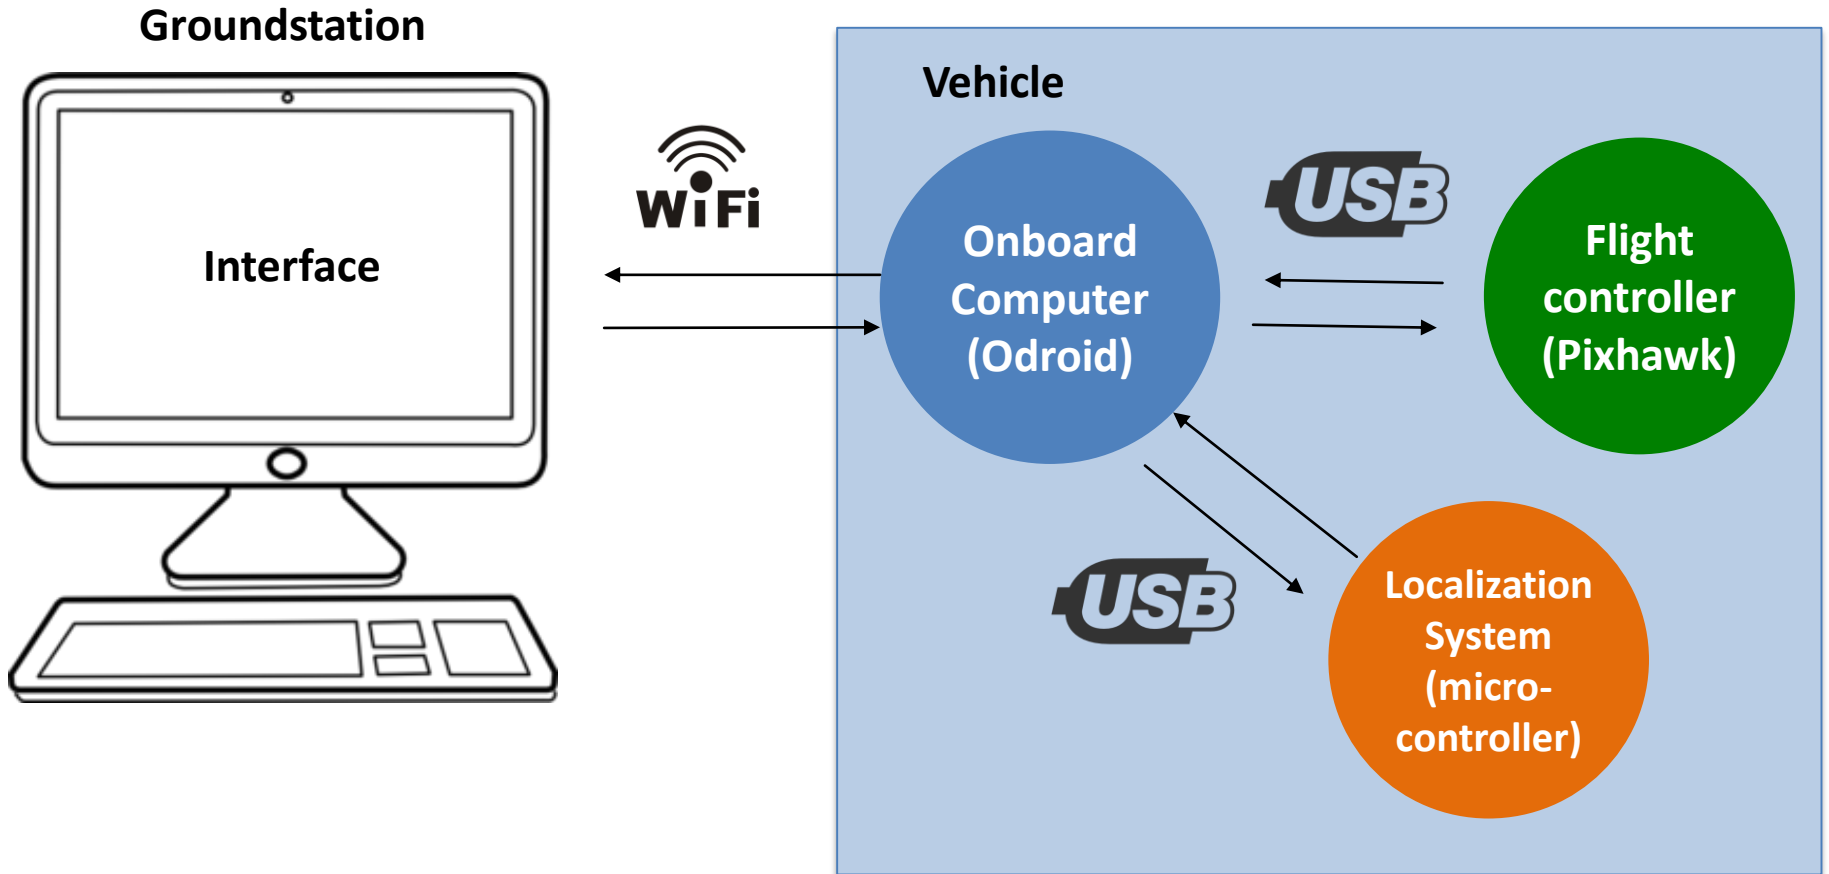 Groundstation
Interface
WiFi
Vehicle
Onboard
Computer
(Odroid)
USB
Flight
controller
(Pixhawk)
USB
Localization
System
(micro-
controller)